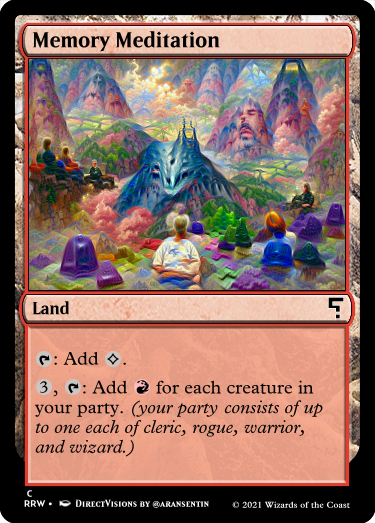 Memory Meditation
Land
: Add .
3, : Add for each creature in
your party. (your party consists of up
to one each of cleric, rogue, warrior,
and wizard.)
C
RRW • DirectVisions by @aransentin
© 2021 Wizards of the Coast